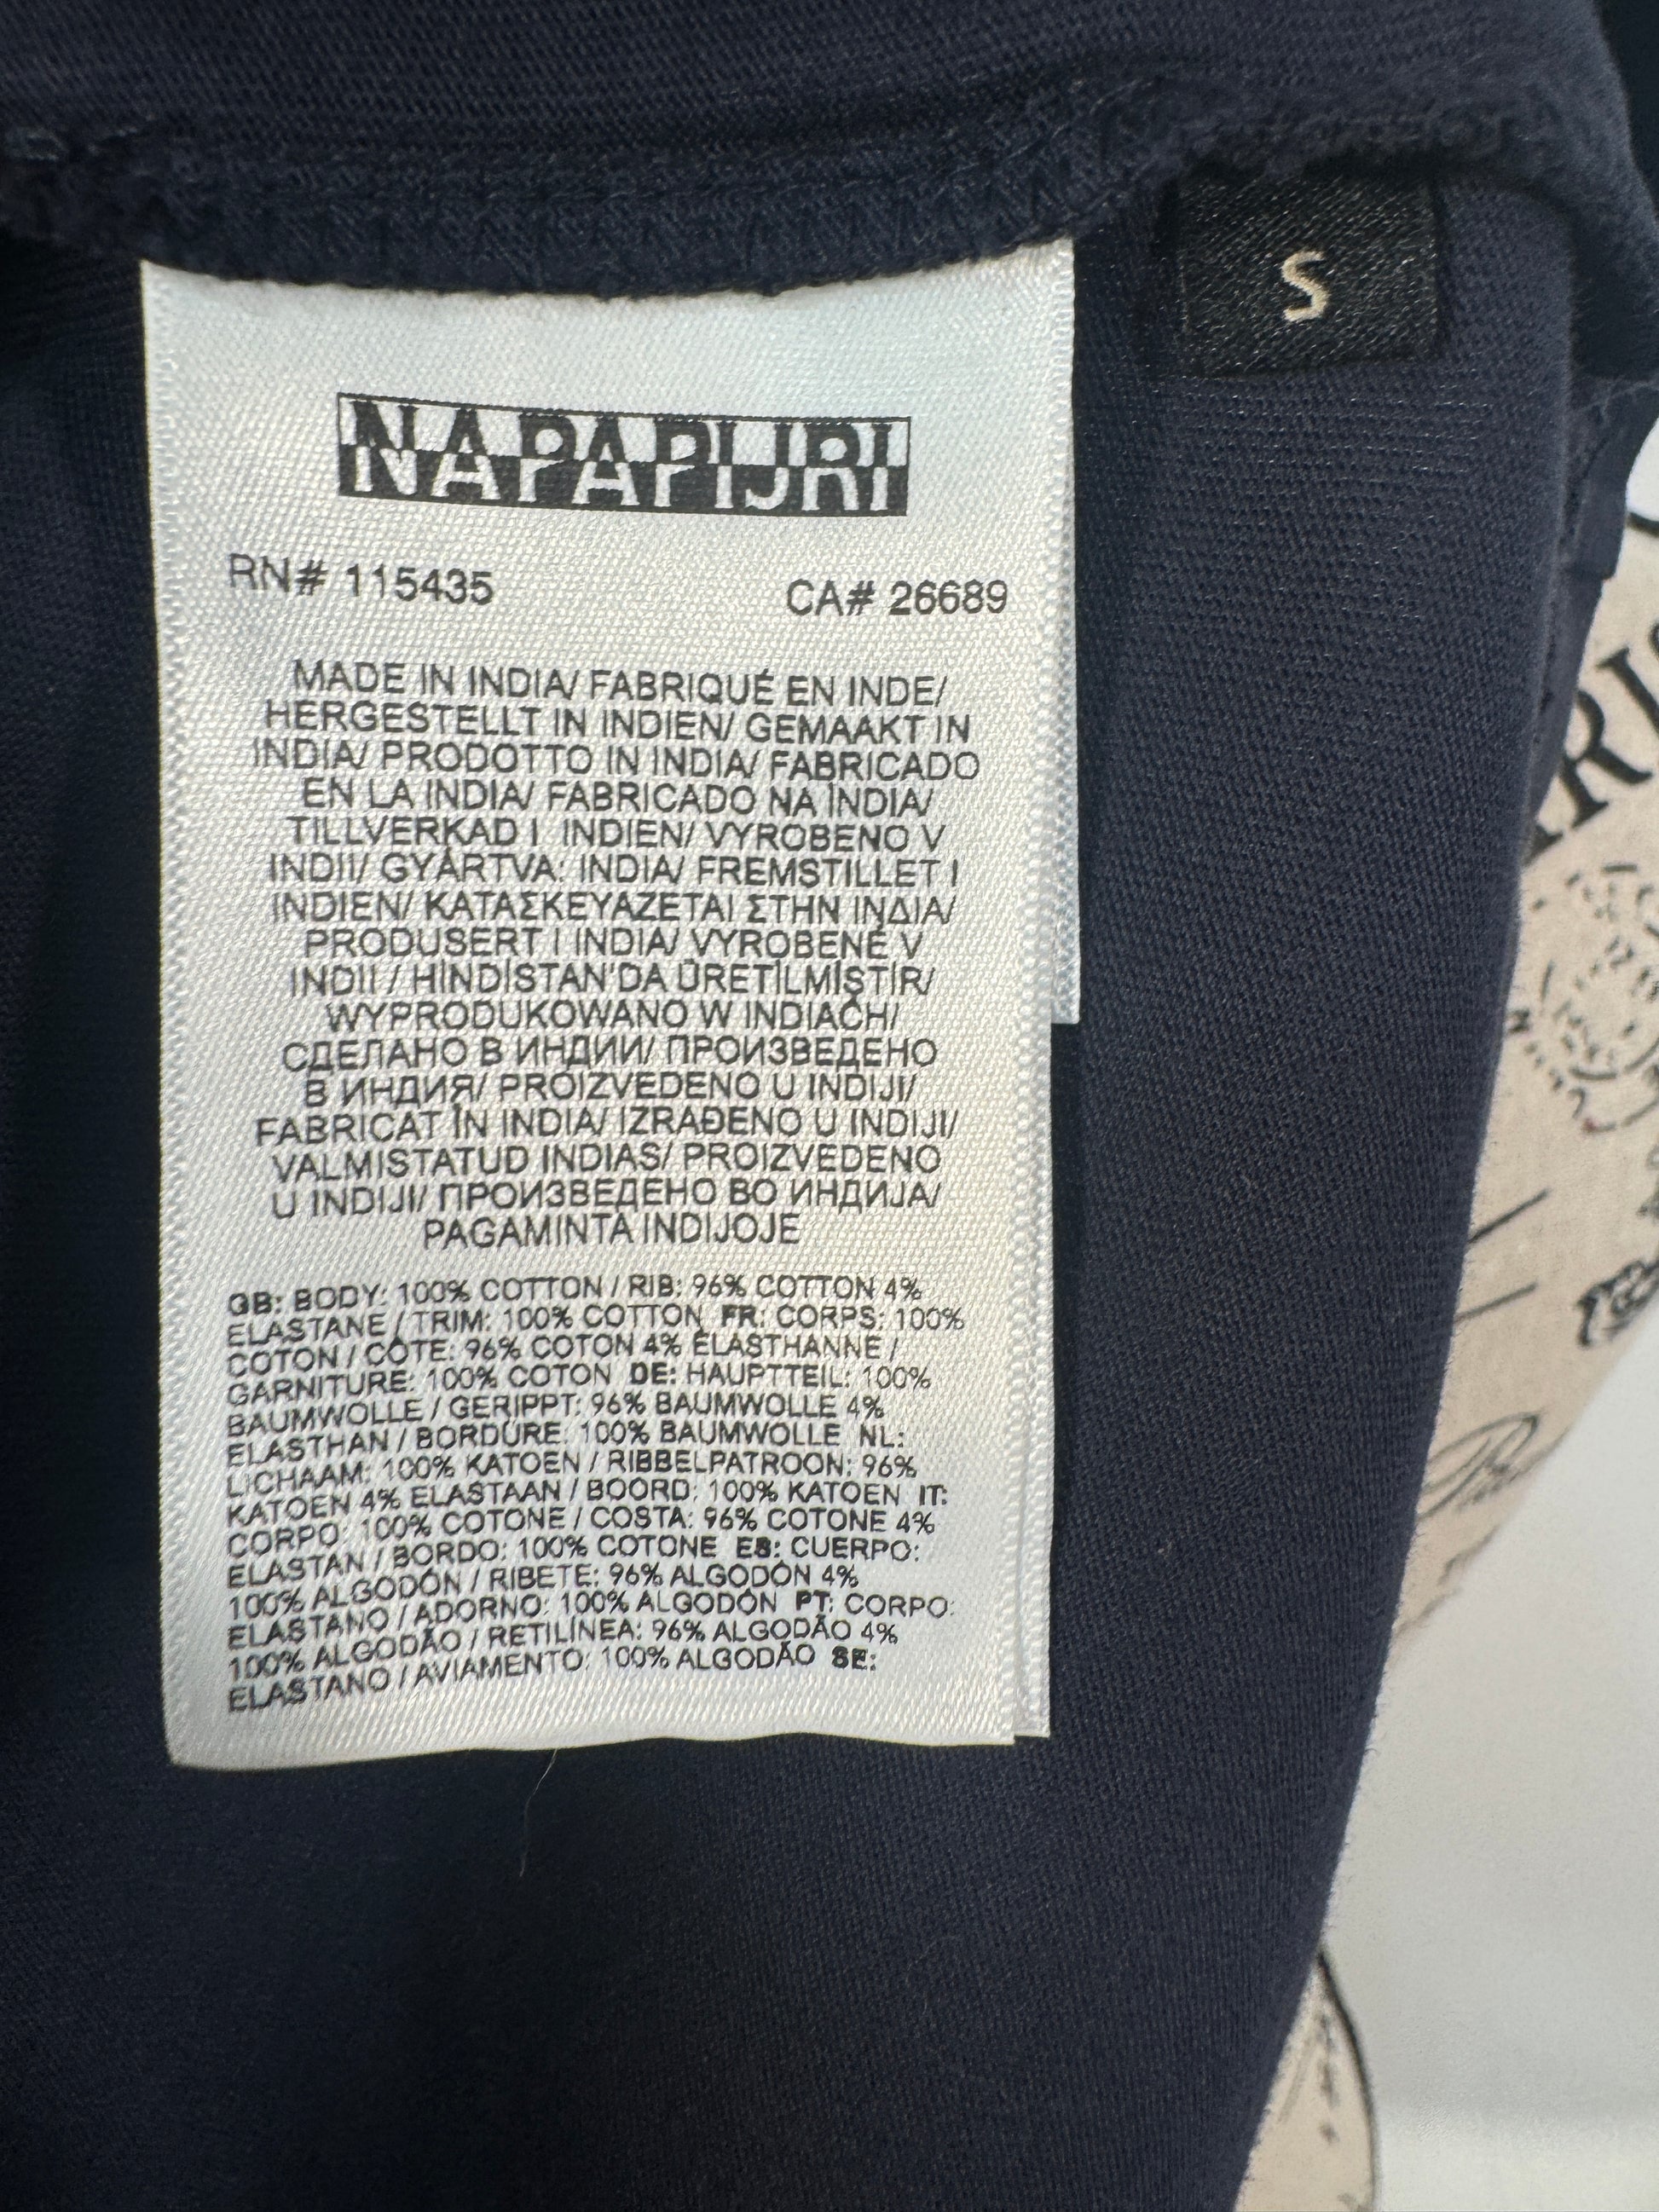 S
NAPAPIJRI
RN# 115435 CA# 26689
MADE IN INDIA/ FABRIQUÉ EN INDE/
HERGESTELLT IN INDIEN/ GEMAAKT IN
INDIA/ PRODOTTO IN INDIA/ FABRICADO
EN LA INDIA/ FABRICADO NA ÍNDIA/
TILLVERKAD I INDIEN/ VYROBENO V
INDII/ GYÁRTVA: INDIA/ FREMSTILLET I
INDIEN/ ΚΑΤΑΣΚΕΥΑΖΕΤΑΙ ΣΤΗΝ ΙΝΔΙΑ/
PRODUSERT I INDIA/ VYROBENÉ V
INDII / HİNDİSTAN'DA ÜRETİLMİŞTİR/
WYPRODUKOWANO W INDIACH/
СДЕЛАНО В ИНДИИ/ ПРОИЗВЕДЕНО
В ИНДИЯ/ PROIZVEDENO U INDIJI/
FABRICAT ÎN INDIA/ IZRAĐENO U INDIJI/
VALMISTATUD INDIAS/ PROIZVEDENO
U INDIJI/ ПРОИЗВЕДЕНО ВО ИНДИЈА/
PAGAMINTA INDIJOJE
GB: BODY: 100% COTTON / RIB: 96% COTTON 4%
ELASTANE / TRIM: 100% COTTON FR: CORPS: 100%
COTON / CÔTE: 96% COTON 4% ÉLASTHANNE /
GARNITURE: 100% COTON DE: HAUPTTEIL: 100%
BAUMWOLLE / GERIPPT: 96% BAUMWOLLE 4%
ELASTHAN / BORDÜRE: 100% BAUMWOLLE NL:
LICHAAM: 100% KATOEN / RIBBELPATROON: 96%
KATOEN 4% ELASTAAN / BOORD: 100% KATOEN IT:
CORPO: 100% COTONE / COSTA: 96% COTONE 4%
ELASTAN / BORDO: 100% COTONE ES: CUERPO:
100% ALGODÓN / RIBETE: 96% ALGODÓN 4%
ELASTANO / ADORNO: 100% ALGODÓN PT: CORPO:
100% ALGODÃO / RETILÍNEA: 96% ALGODÃO 4%
ELASTANO / AVIAMENTO: 100% ALGODÃO SE: